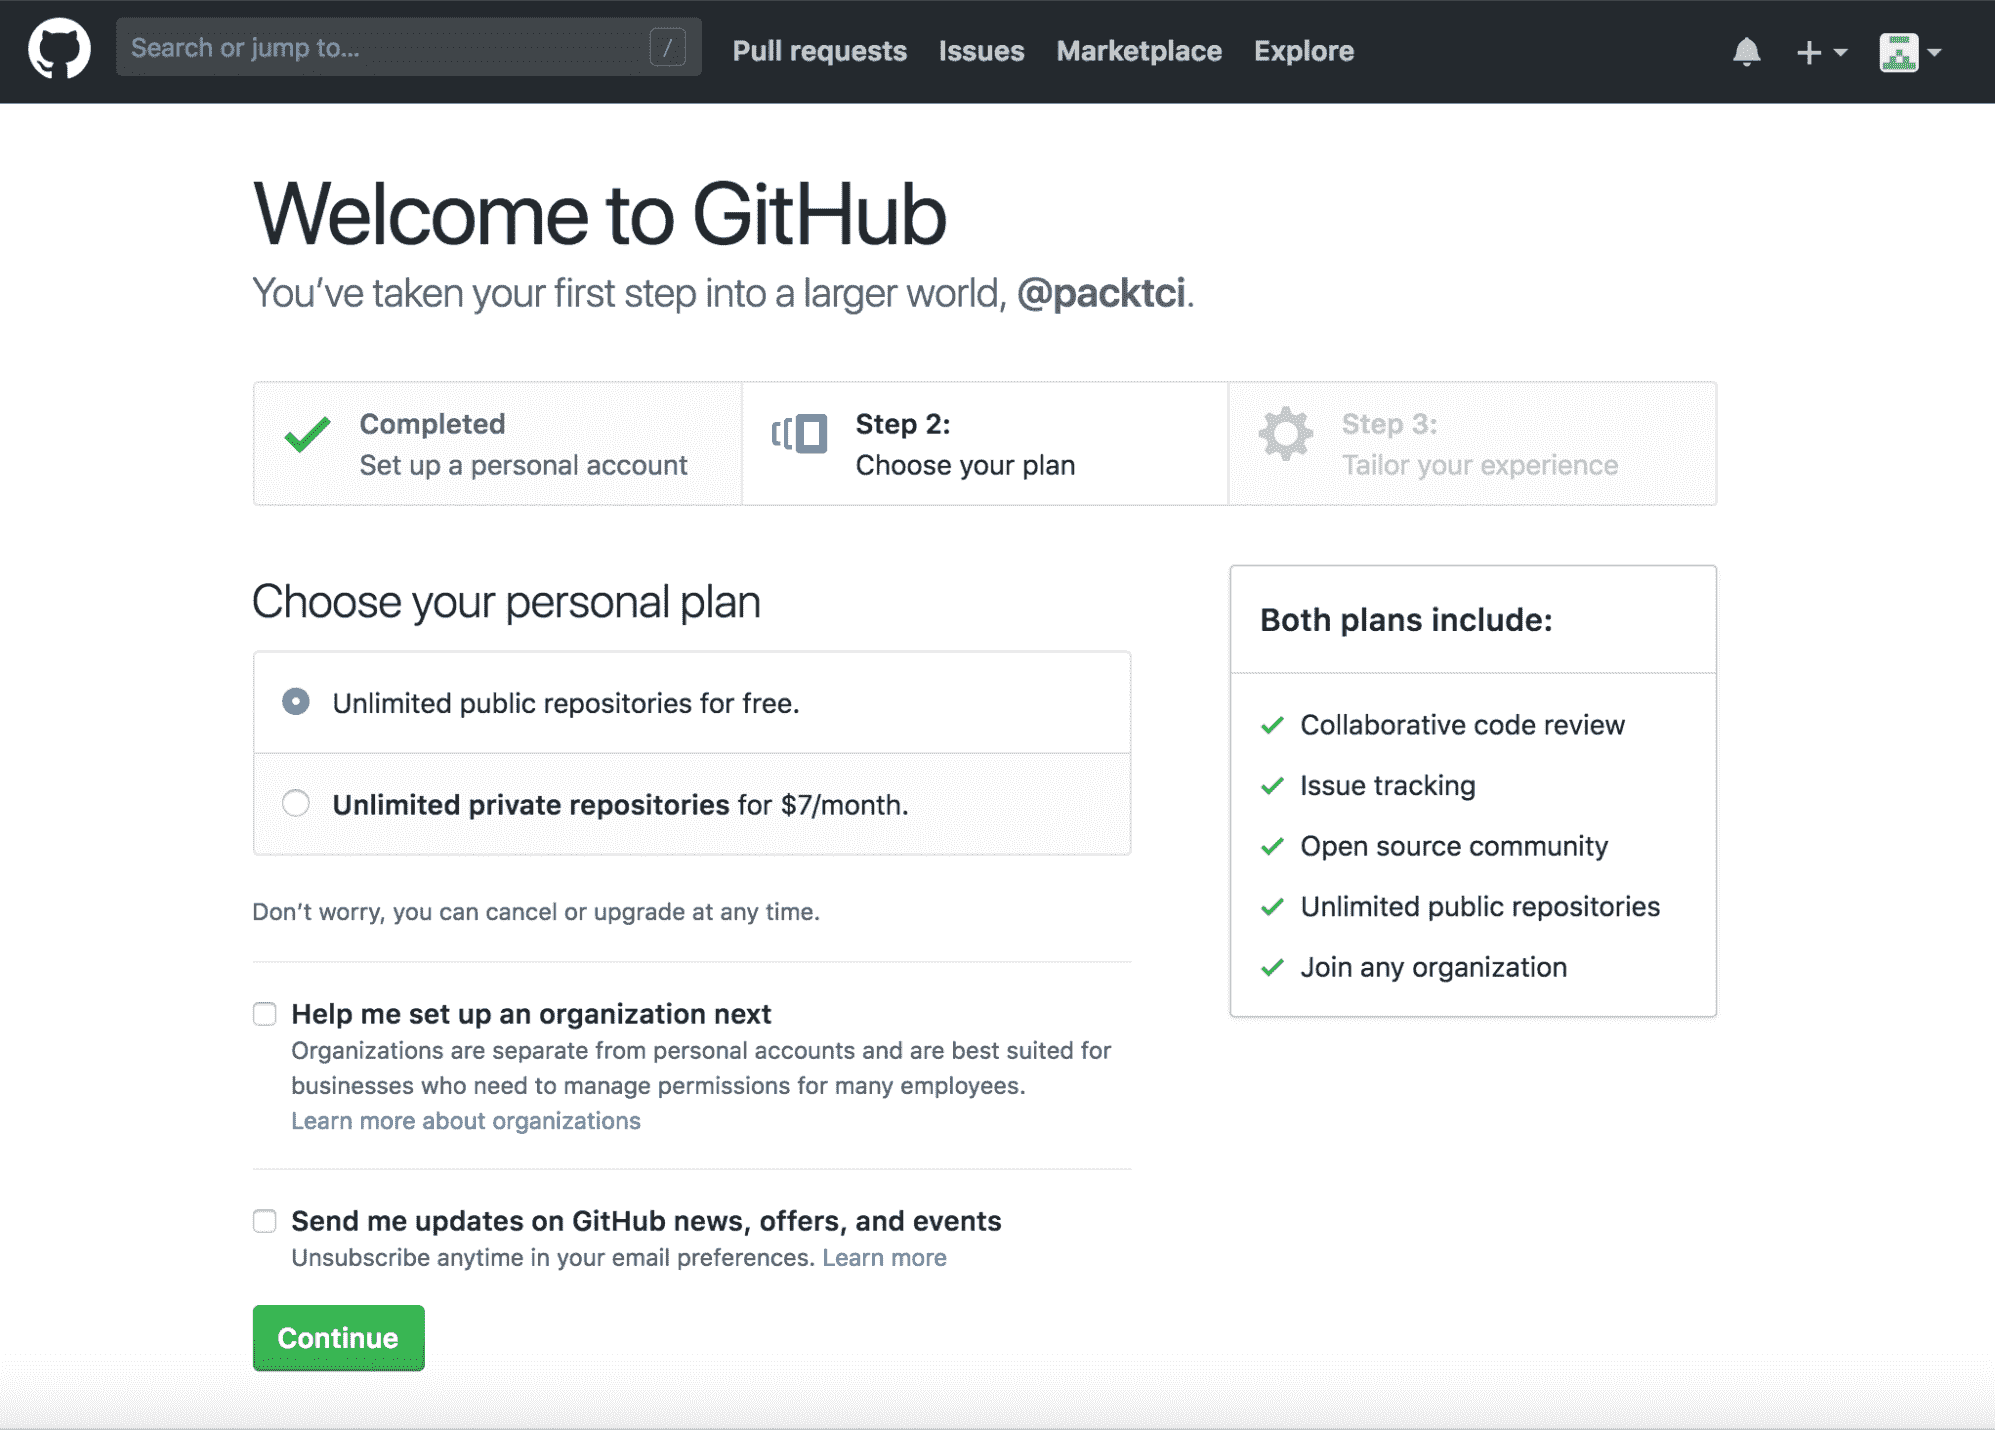 Search or jump to...
/
Pull requests
Issues
Marketplace
Explore
Welcome to GitHub
You’ve taken your first step into a larger world, @packtci.
Completed
Set up a personal account
Step 2:
Choose your plan
Step 3:
Tailor your experience
Choose your personal plan
Unlimited public repositories for free.
Unlimited private repositories for $7/month.
Don’t worry, you can cancel or upgrade at any time.
Help me set up an organization next
Organizations are separate from personal accounts and are best suited for
businesses who need to manage permissions for many employees.
Learn more about organizations
Send me updates on GitHub news, offers, and events
Unsubscribe anytime in your email preferences. Learn more
Continue
Both plans include:
Collaborative code review
Issue tracking
Open source community
Unlimited public repositories
Join any organization